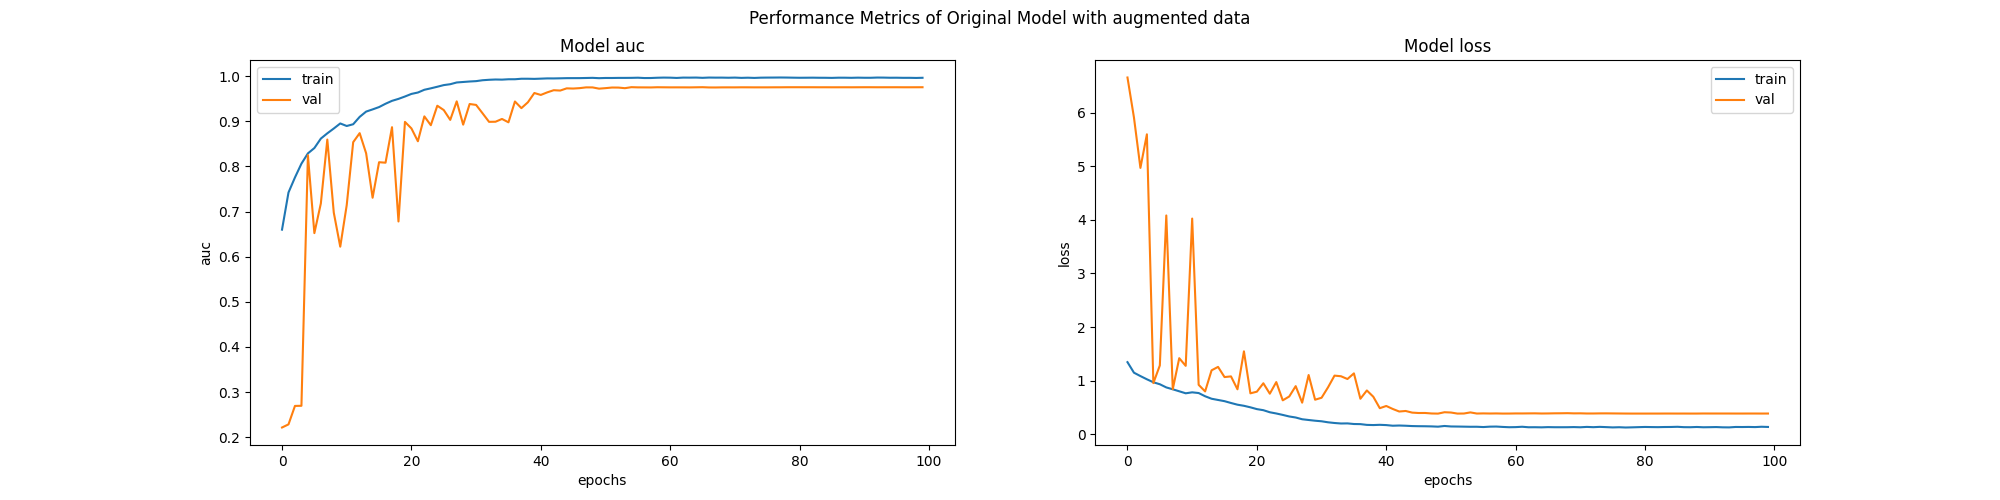 Performance Metrics of Original Model with augmented data
Model auc
train
val
1.0
0.9
0.8
0.7
0.6
0.5
0.4
0.3
0.2
auc
0
20
40
60
80
100
epochs
Model loss
train
val
6
5
4
3
2
1
0
loss
0
20
40
60
80
100
epochs